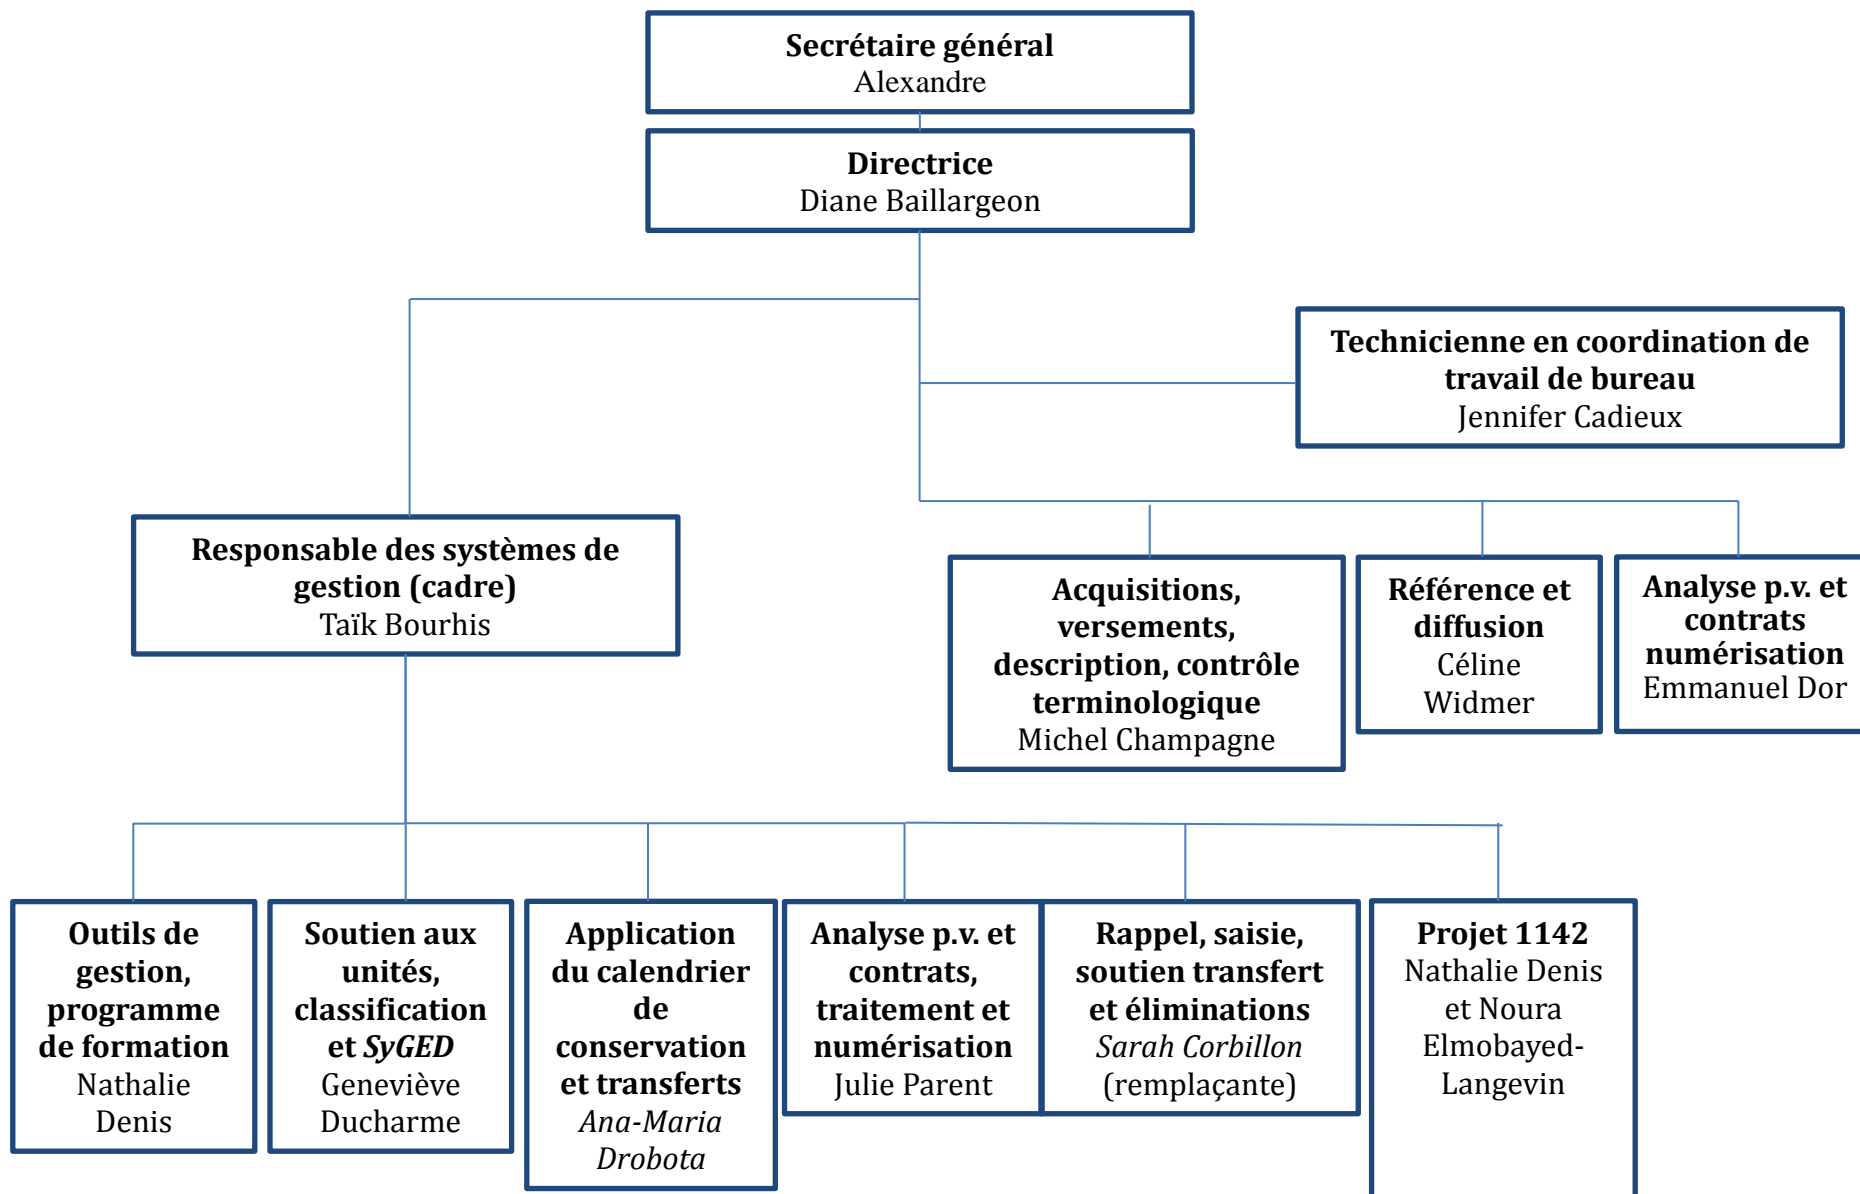 Secrétaire général
Alexandre
Directrice
Diane Baillargeon
Technicienne en coordination de
travail de bureau
Jennifer Cadieux
Responsable des systèmes de
gestion (cadre)
Taïk Bourhis
Acquisitions,
versements,
description, contrôle
terminologique
Michel Champagne
Référence et
diffusion
Céline
Widmer
Analyse p.v. et
contrats
numérisation
Emmanuel Dor
Outils de
gestion,
programme
de formation
Nathalie
Denis
Soutien aux
unités,
classification
et SyGED
Geneviève
Ducharme
Application
du calendrier
de
conservation
et transferts
Ana-Maria
Drobota
Analyse p.v. et
contrats,
traitement et
numérisation
Julie Parent
Rappel, saisie,
soutien transfert
et éliminations
Sarah Corbillon
(remplaçante)
Projet 1142
Nathalie Denis
et Noura
Elmobayed-
Langevin